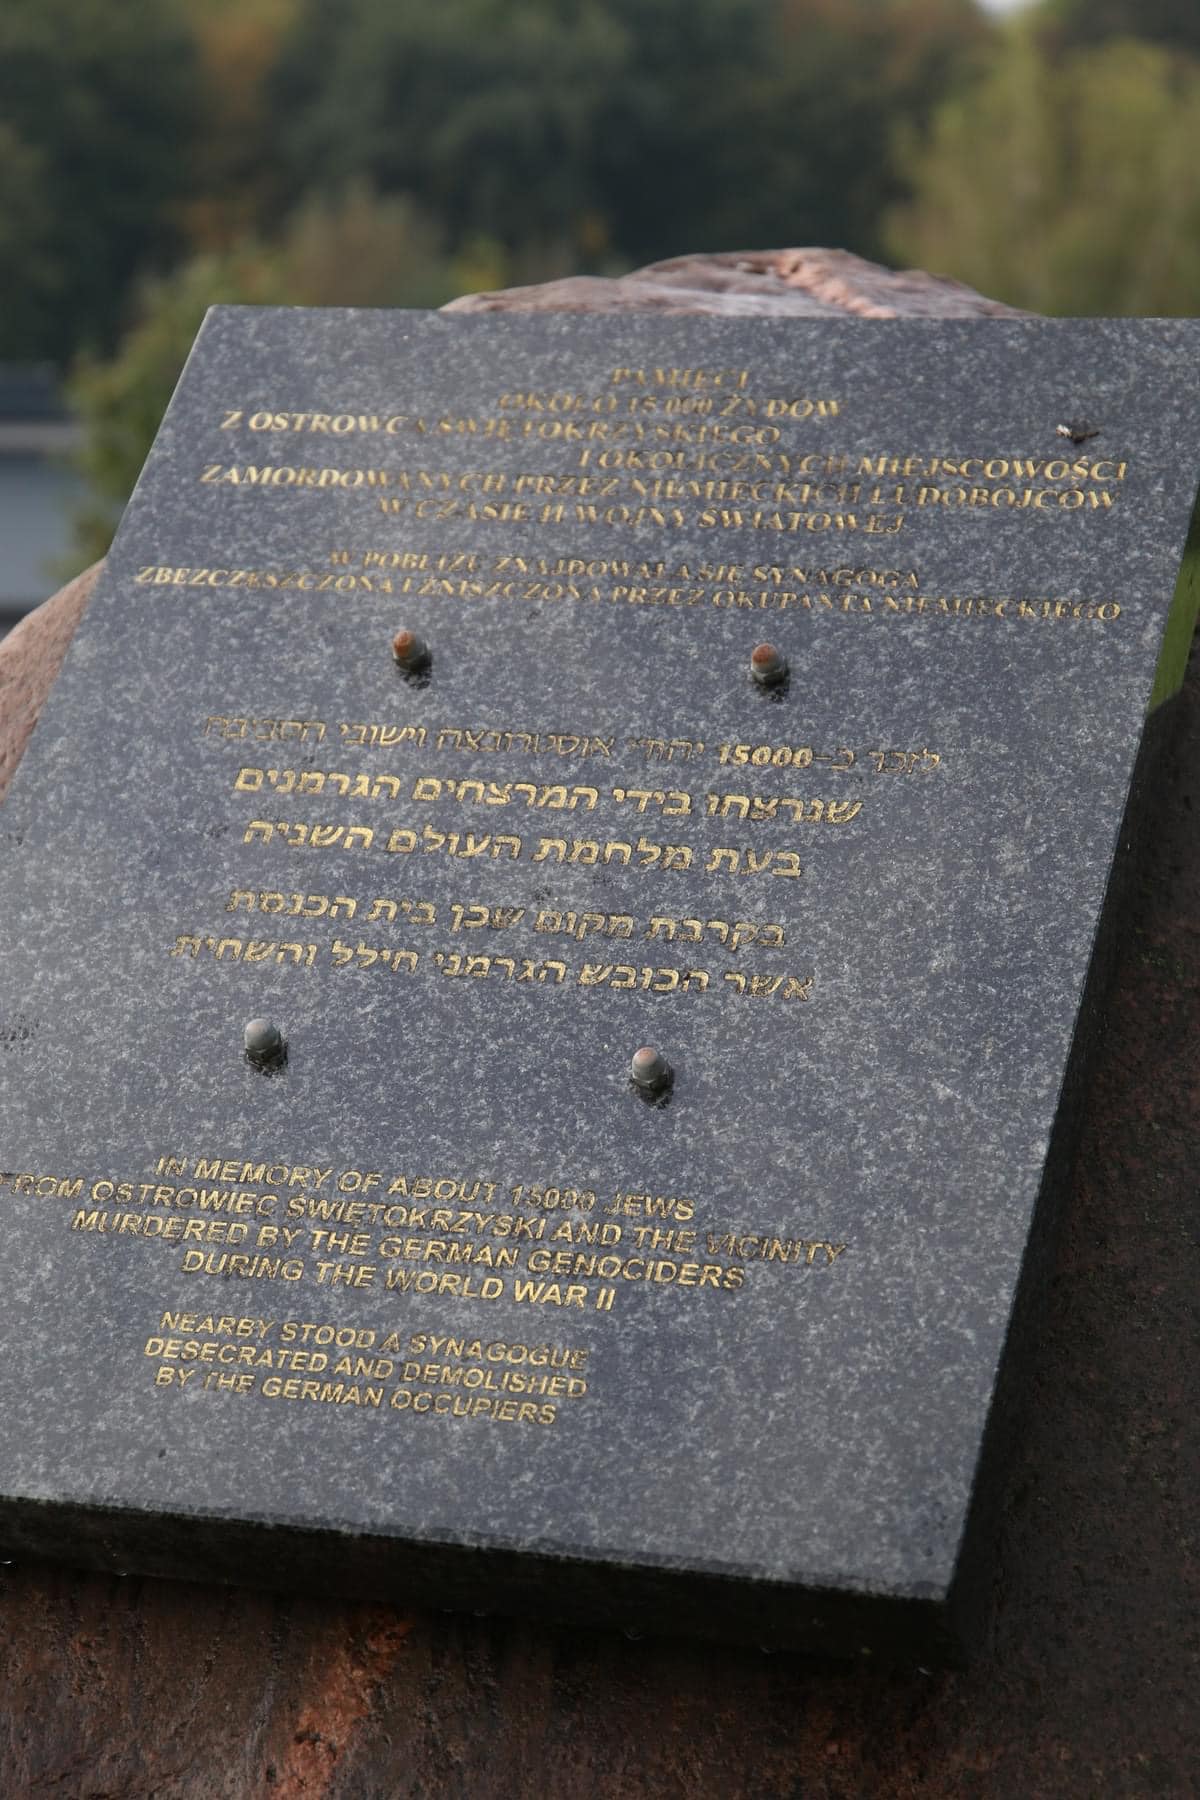 PAMIĘCI
OKOŁO 15 000 ŻYDÓW
Z OSTROWCA ŚWIĘTOKRZYSKIEGO
I OKOLICZNYCH MIEJSCOWOŚCI
ZAMORDOWANYCH PRZEZ NIEMIECKICH LUDOBÓJCÓW
W CZASIE II WOJNY ŚWIATOWEJ
W POBLIŻU ZNAJDOWAŁA SIĘ SYNAGOGA
ZBEZCZESZCZONA I ZNISZCZONA PRZEZ OKUPANTA NIEMIECKIEGO
לזכר כ-15000 יהודי אוסטרובצה וישובי הסביבה
שנרצחו בידי המרצחים הגרמנים
בעת מלחמת העולם השניה
בקרבת מקום שכן בית הכנסת
אשר הכובש הגרמני חילל והשחית
IN MEMORY OF ABOUT 15000 JEWS
FROM OSTROWIEC ŚWIĘTOKRZYSKI AND THE VICINITY
MURDERED BY THE GERMAN GENOCIDERS
DURING THE WORLD WAR II
NEARBY STOOD A SYNAGOGUE
DESECRATED AND DEMOLISHED
BY THE GERMAN OCCUPIERS